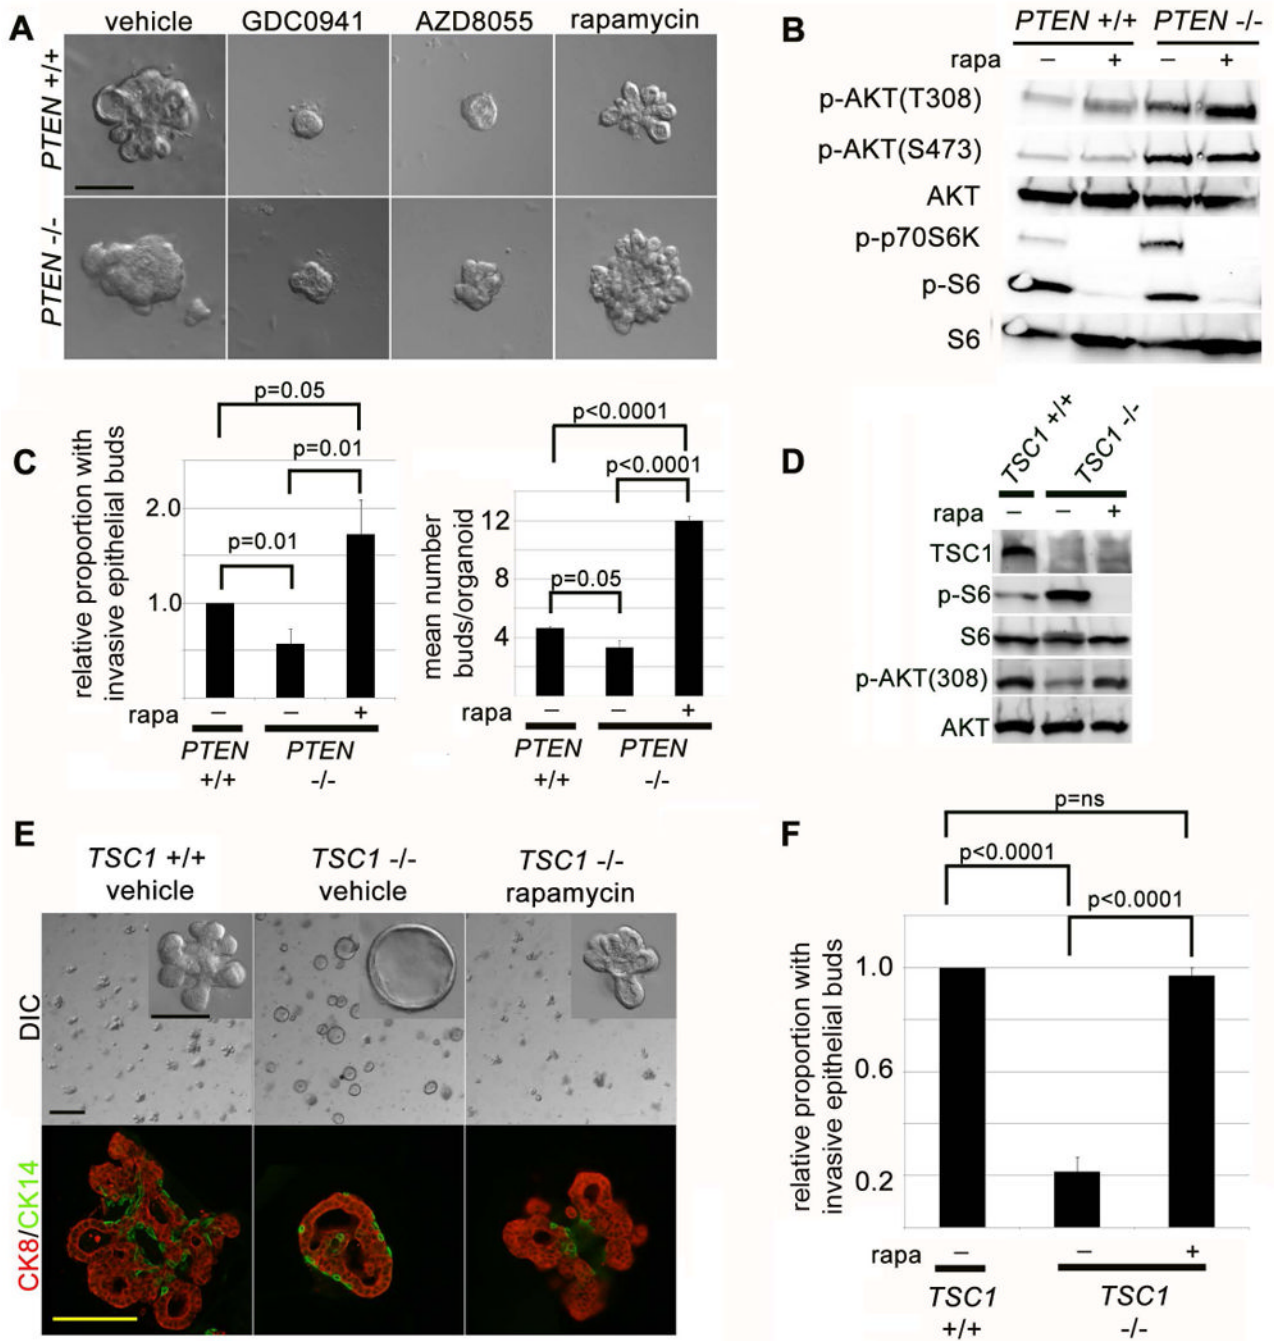 A
vehicle GDC0941 AZD8055 rapamycin
PTEN +/+
PTEN -/-
B
PTEN +/+ PTEN -/-
rapa – + – +
p-AKT(T308)
p-AKT(S473)
AKT
p-p70S6K
p-S6
S6
C
relative proportion with
invasive epithelial buds
p=0.05
p=0.01
p=0.01
2.0
1.0
rapa – – +
PTEN PTEN
+/+ -/-
mean number
buds/organoid
p<0.0001
p<0.0001
p=0.05
12
8
4
rapa – – +
PTEN PTEN
+/+ -/-
D
TSC1 +/+
TSC1 -/-
rapa – – +
TSC1
p-S6
S6
p-AKT(308)
AKT
E
TSC1 +/+ TSC1 -/- TSC1 -/-
vehicle vehicle rapamycin
DIC
CK8/CK14
F
p=ns
p<0.0001
p<0.0001
relative proportion with
invasive epithelial buds
1.0
0.6
0.2
rapa – – +
TSC1 TSC1
+/+ -/-